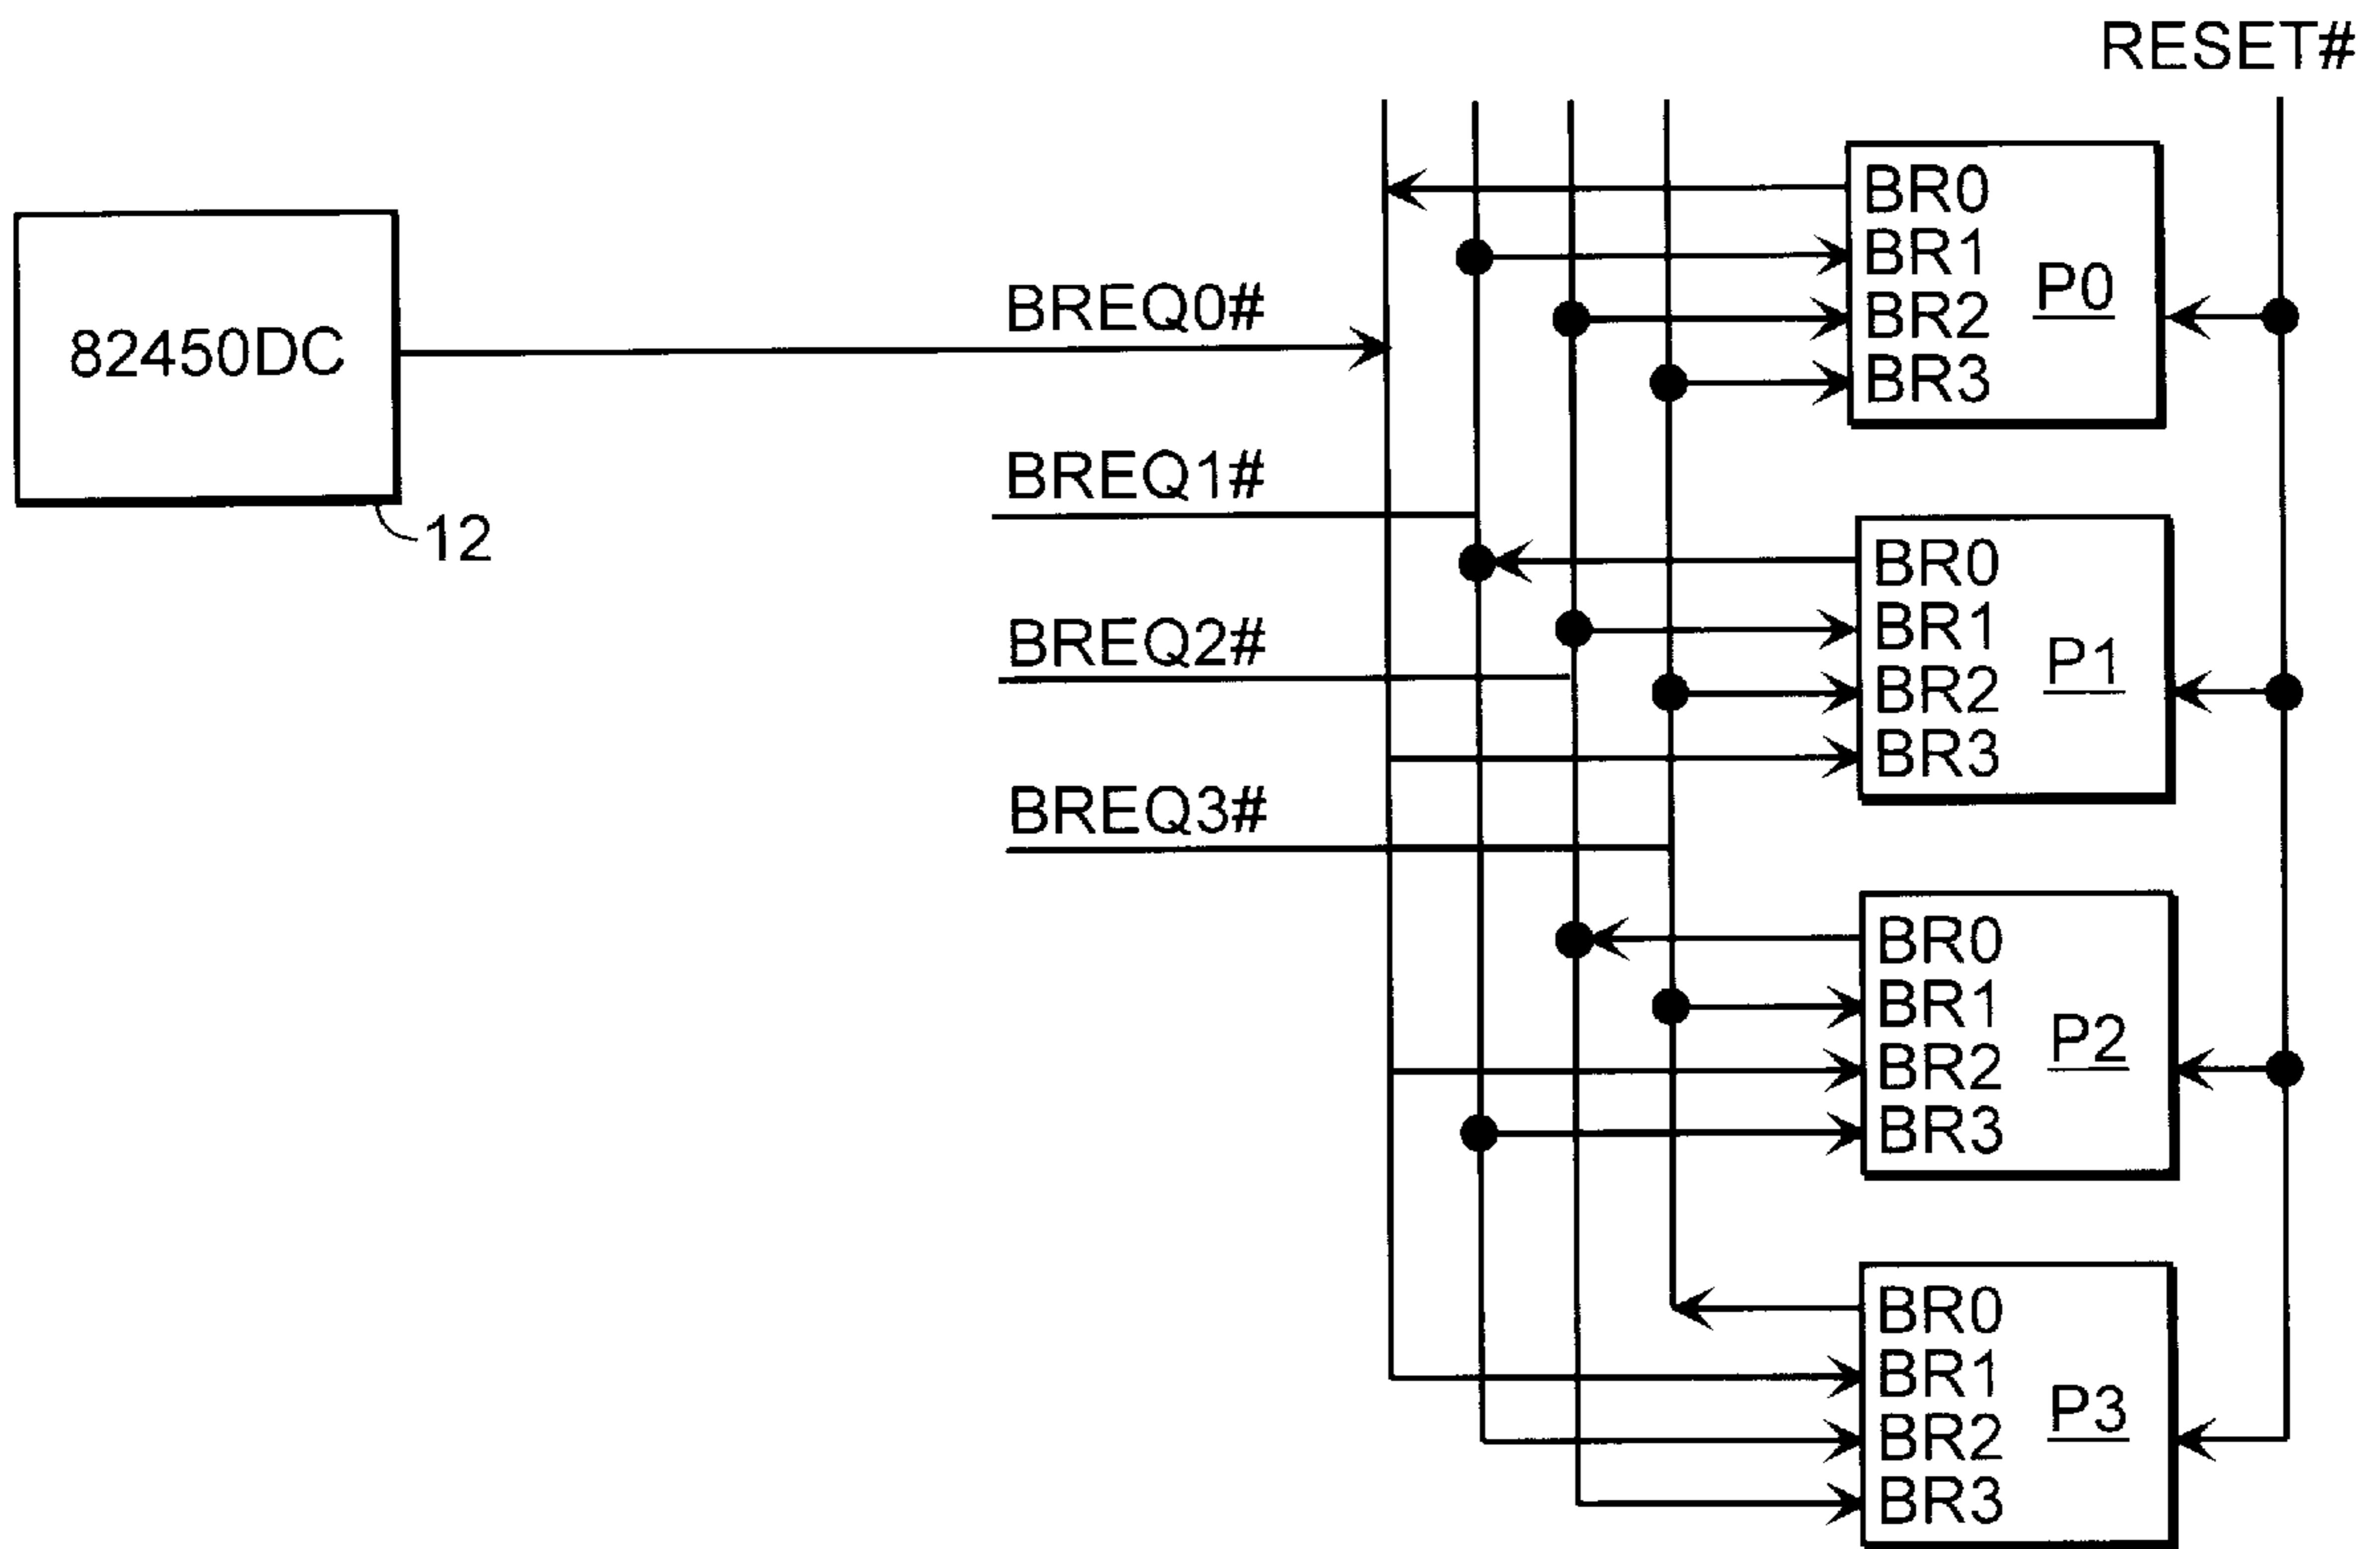 RESET#
82450DC
12
BREQ0#
BREQ1#
BREQ2#
BREQ3#
BR0
BR1
BR2
BR3
P0
BR0
BR1
BR2
BR3
P1
BR0
BR1
BR2
BR3
P2
BR0
BR1
BR2
BR3
P3